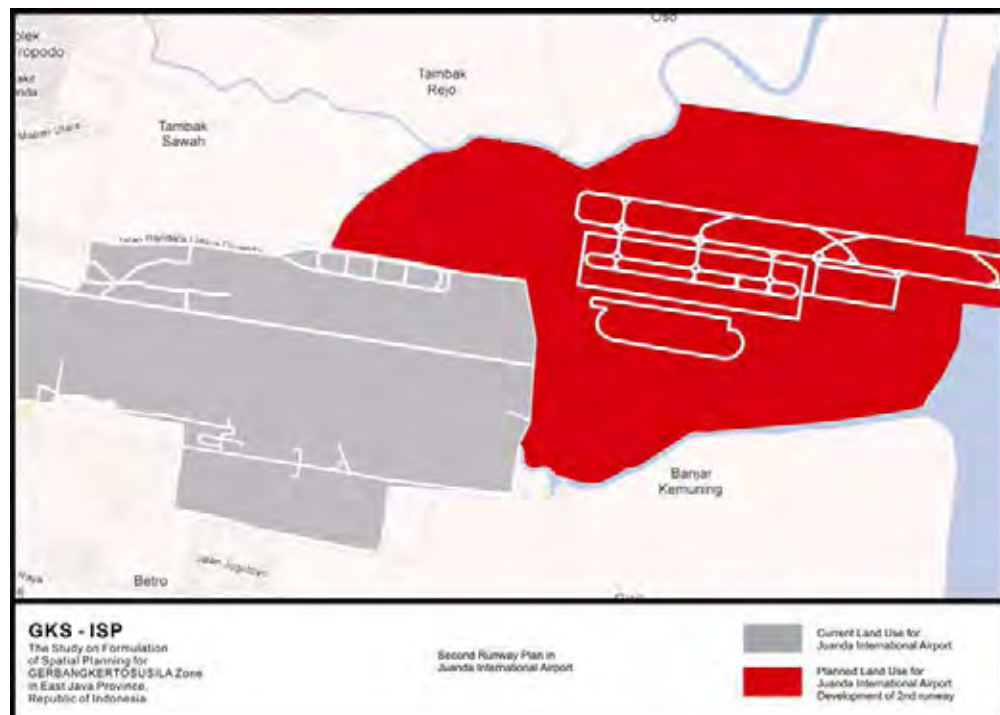 olek
ropodo
Tambak
Rejo
Tambak
Sawah
Banjar
Kemuning
Betro
GKS - ISP
The Study on Formulation
of Spatial Planning for
GERBANGKERTOSUSILA Zone
in East Java Province,
Republic of Indonesia
Second Runway Plan in
Juanda International Airport
Current Land Use for
Juanda International Airport
Planned Land Use for
Juanda International Airport
Development of 2nd runway